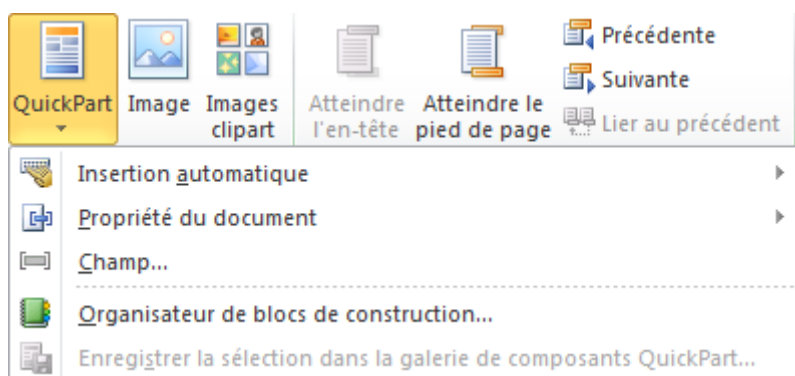 QuickPart
Image
Images
clipart
Atteindre
l'en-tête
Atteindre le
pied de page
Précédente
Suivante
Lier au précédent
Insertion automatique
Propriété du document
Champ...
Organisateur de blocs de construction...
Enregistrer la sélection dans la galerie de composants QuickPart...